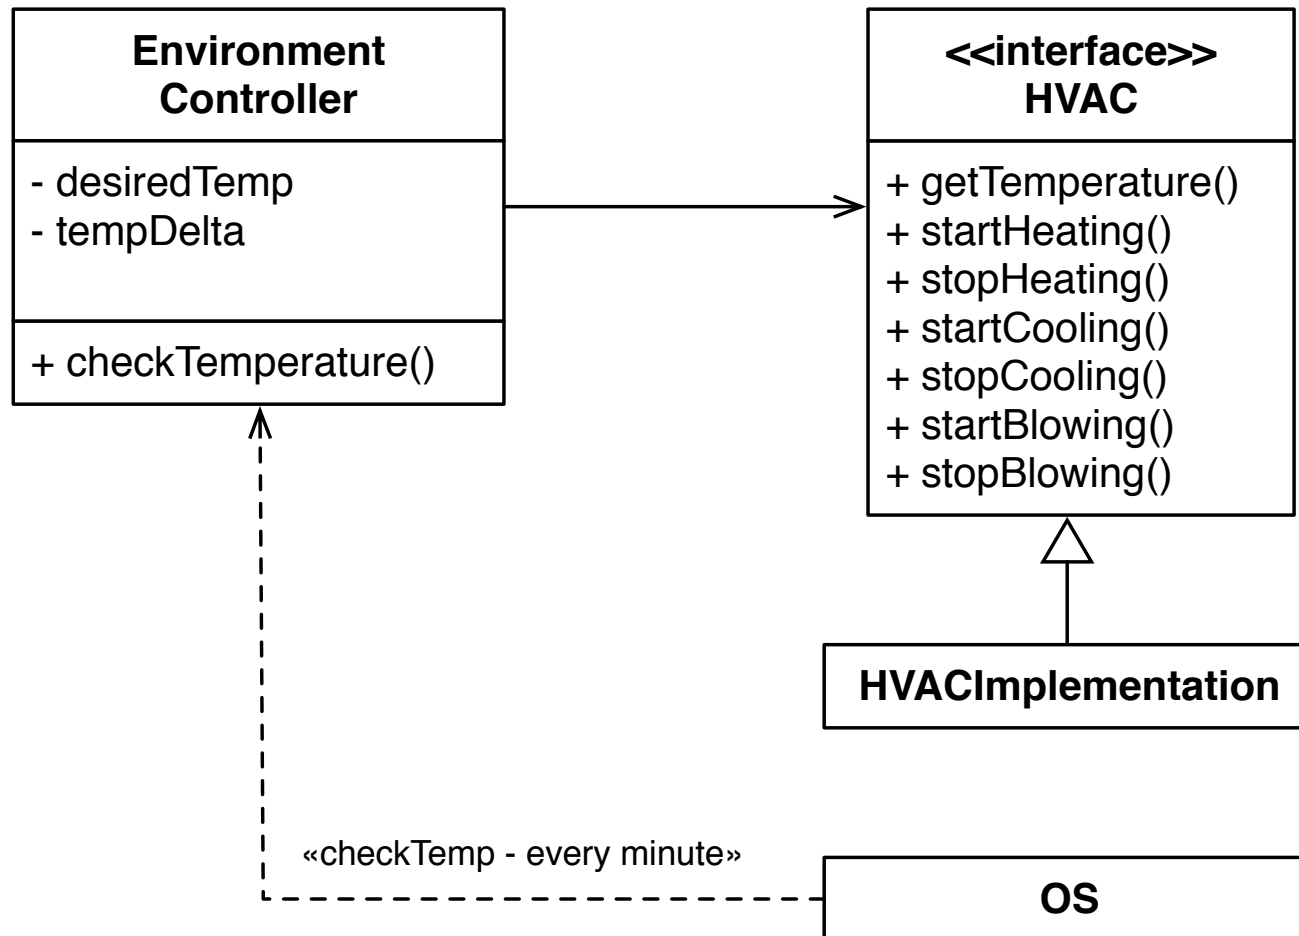 Environment
Controller
- desiredTemp
- tempDelta
+ checkTemperature()
<<interface>>
HVAC
+ getTemperature()
+ startHeating()
+ stopHeating()
+ startCooling()
+ stopCooling()
+ startBlowing()
+ stopBlowing()
HVACImplementation
«checkTemp - every minute»
OS